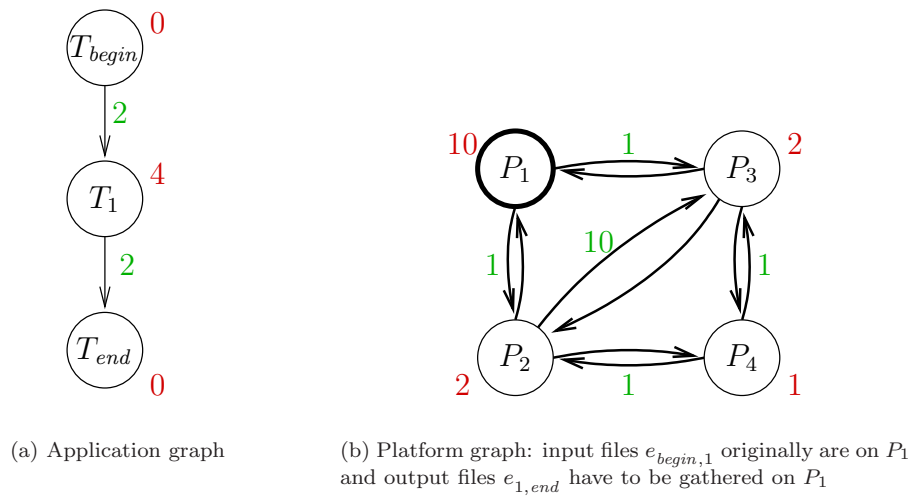 0
T_begin
2
4
T_1
2
T_end
0
10
P_1
1
P_3
2
1
10
1
P_2
2
1
P_4
1
(a) Application graph
(b) Platform graph: input files e_begin,1 originally are on P_1
and output files e_1,end have to be gathered on P_1